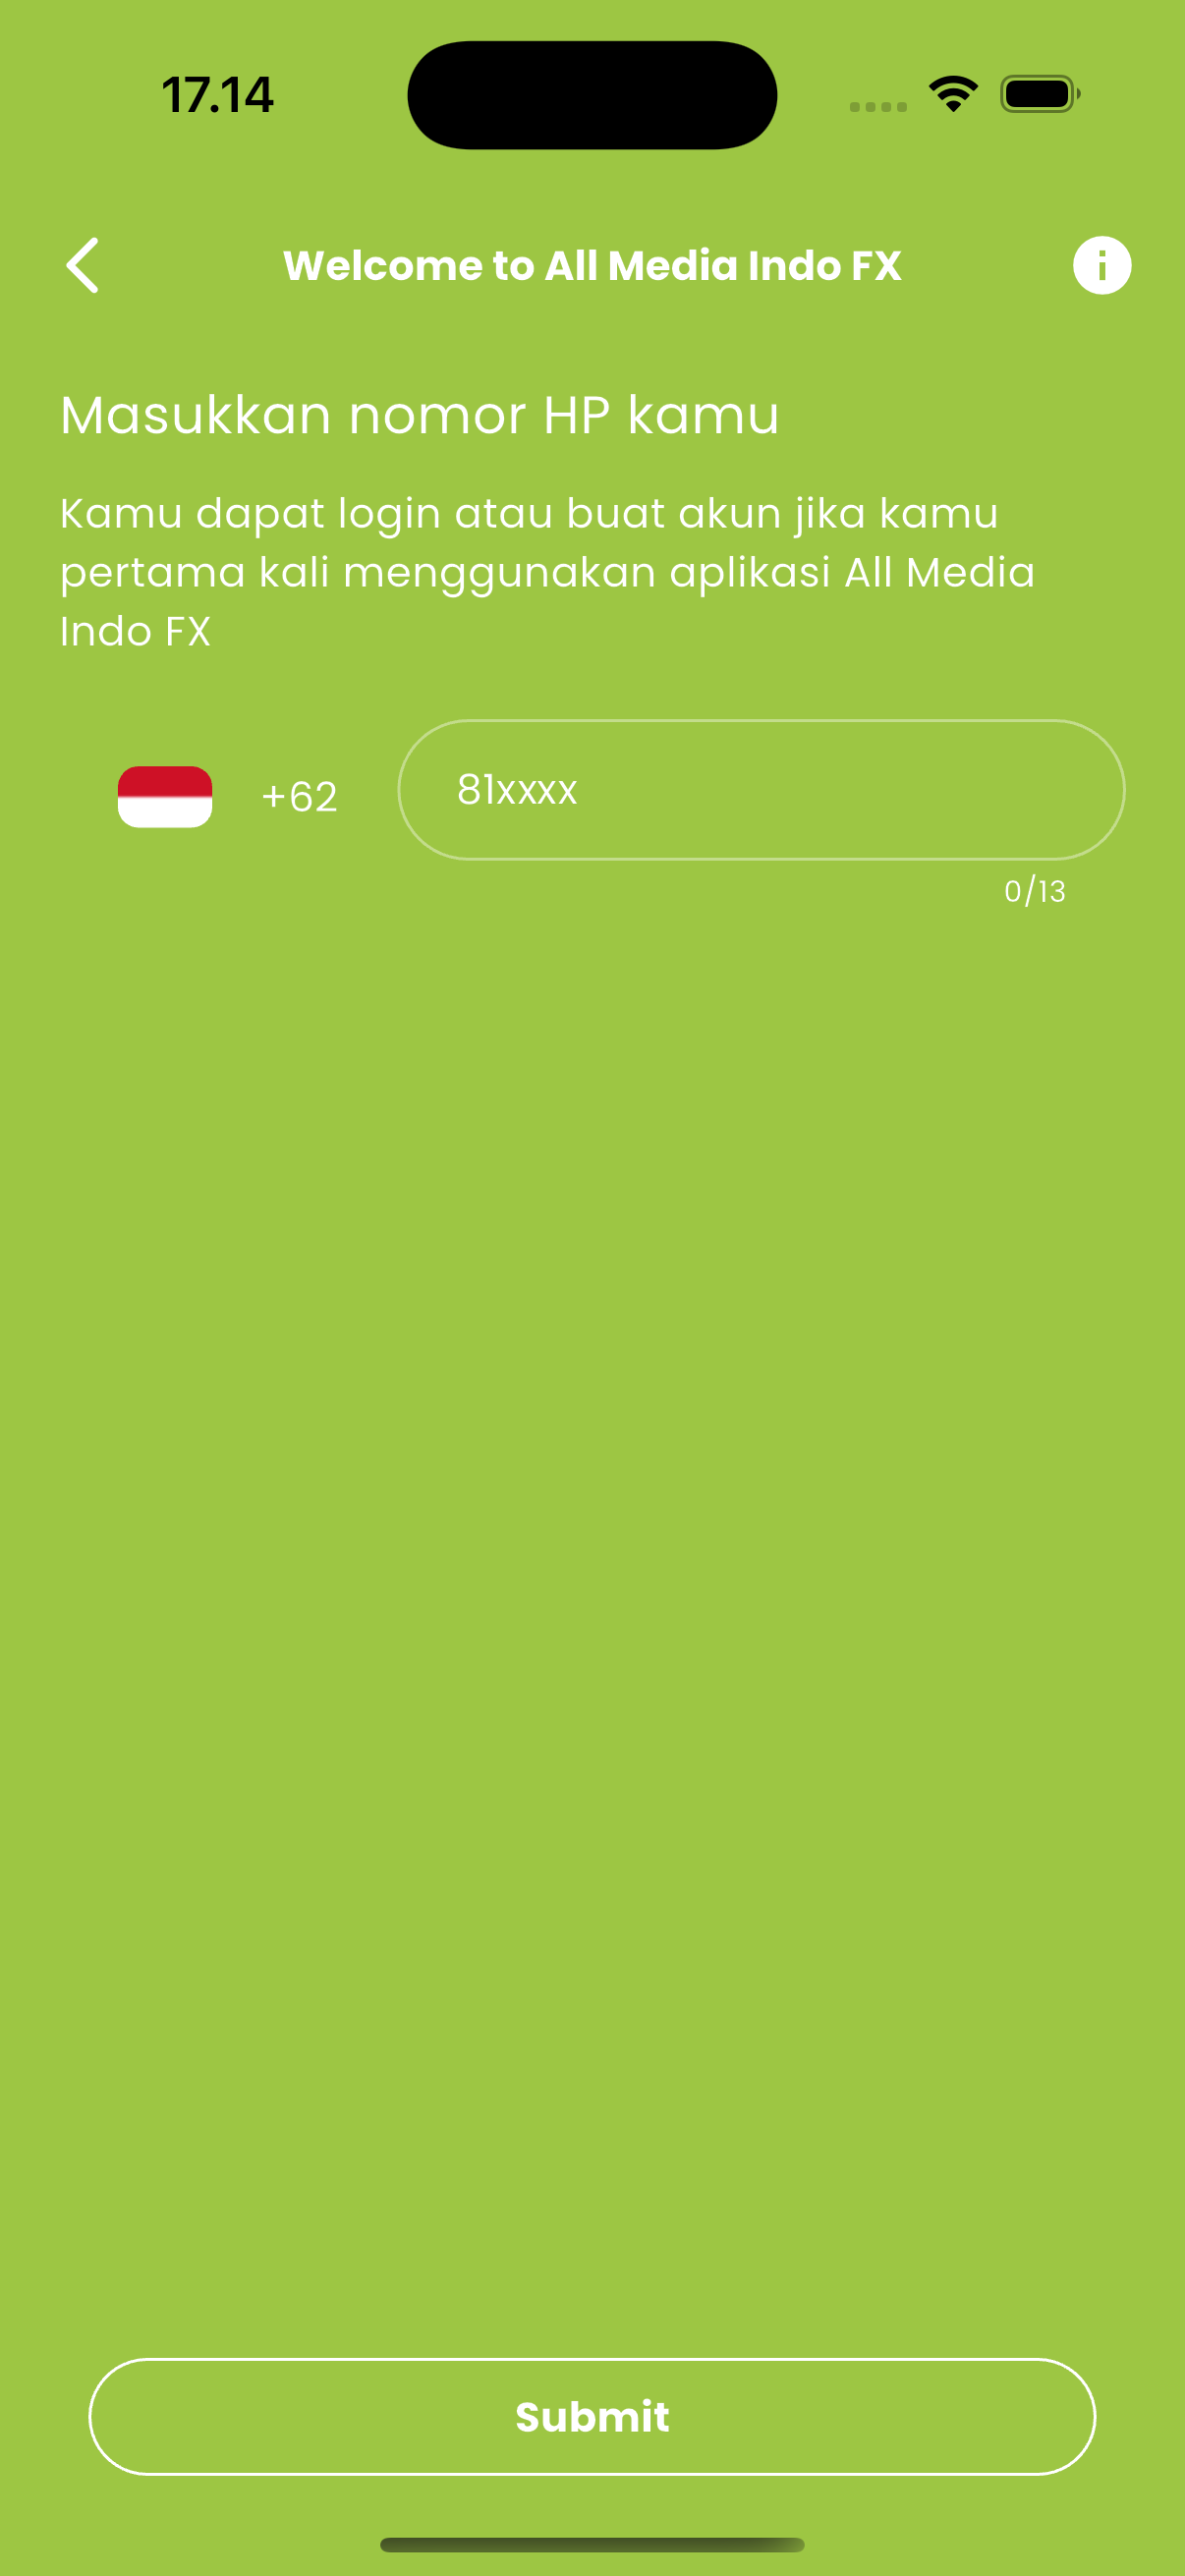 17.14
Welcome to All Media Indo FX
Masukkan nomor HP kamu
Kamu dapat login atau buat akun jika kamu
pertama kali menggunakan aplikasi All Media
Indo FX
+62
81xxxx
0/13
Submit